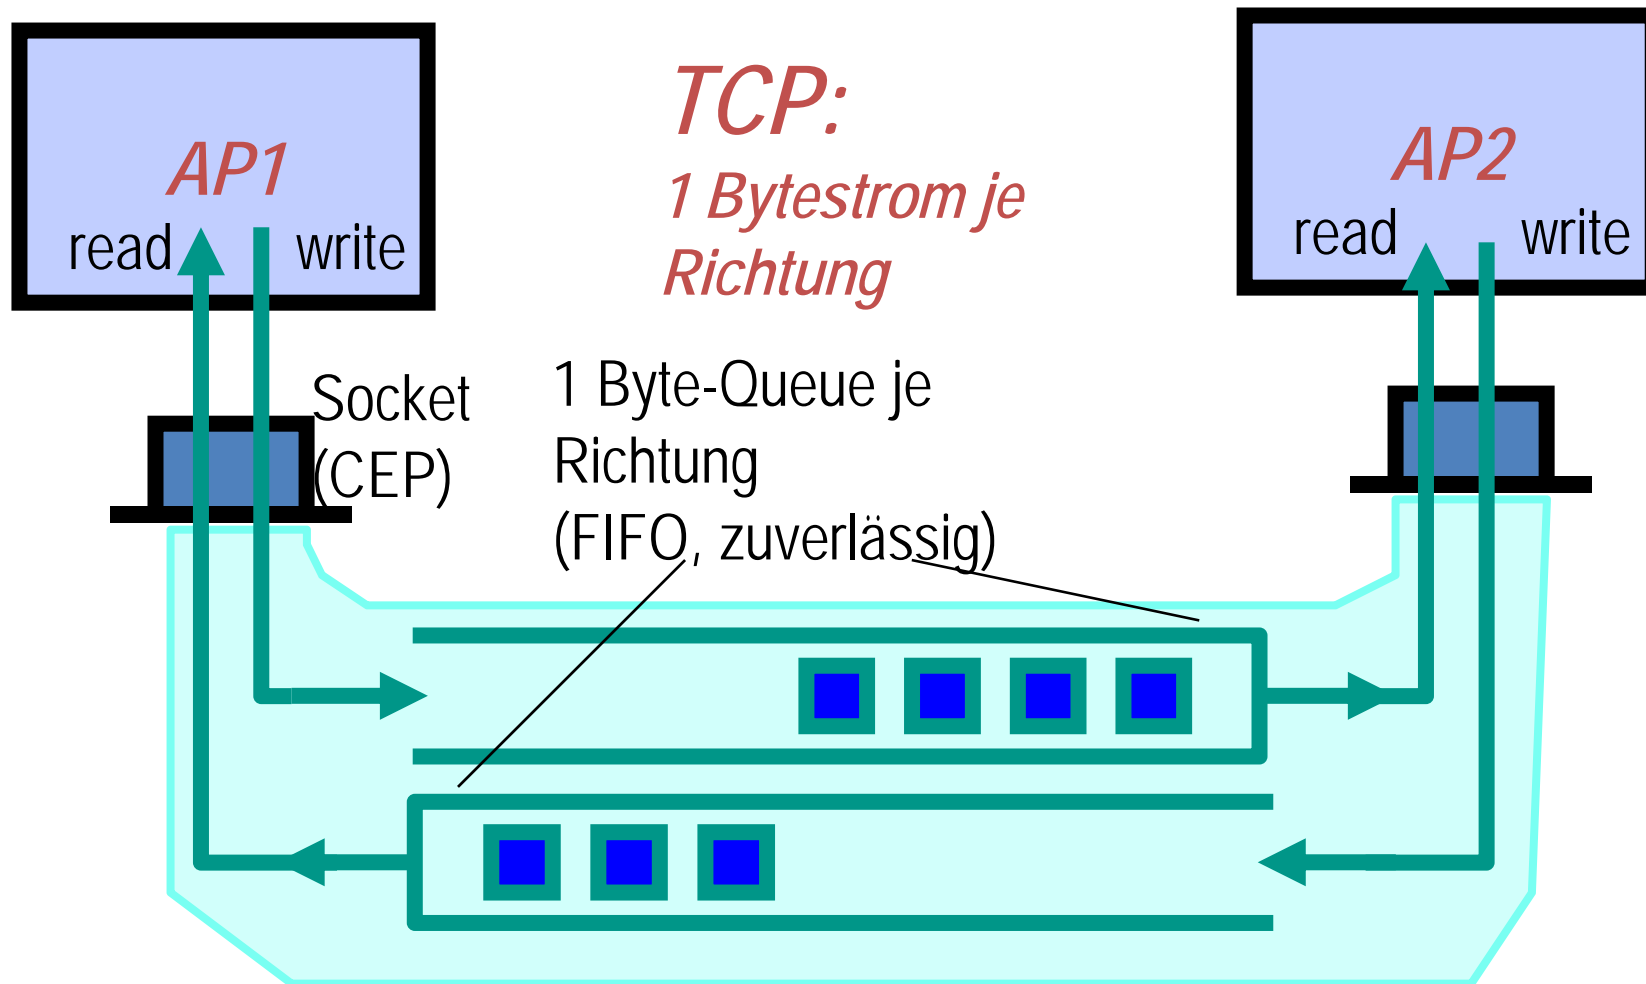 TCP:
1 Bytestrom je
Richtung
AP1
read
write
AP2
read
write
Socket
(CEP)
1 Byte-Queue je
Richtung
(FIFO, zuverlässig)